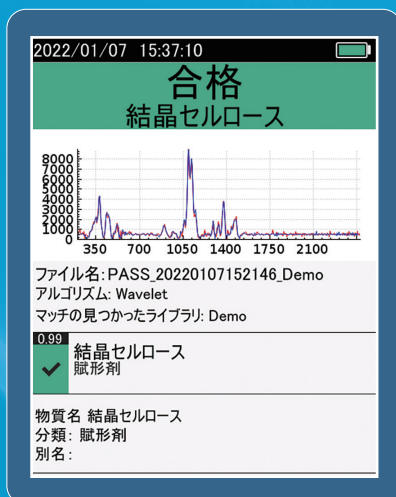 2022/01/07 15:37:10
合格
結晶セルロース
8000
7000
6000
5000
4000
3000
2000
1000
0
350 700 1050 1400 1750 2100
ファイル名: PASS_20220107152146_Demo
アルゴリズム: Wavelet
マッチの見つかったライブラリ: Demo
0.99
結晶セルロース
賦形剤
物質名 結晶セルロース
分類: 賦形剤
別名: